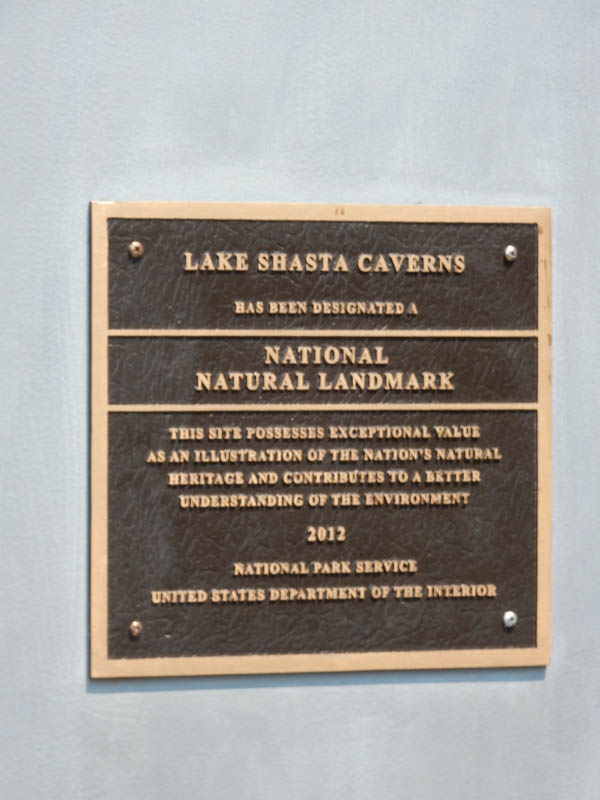 LAKE SHASTA CAVERNS
HAS BEEN DESIGNATED A
NATIONAL
NATURAL LANDMARK
THIS SITE POSSESSES EXCEPTIONAL VALUE
AS AN ILLUSTRATION OF THE NATION'S NATURAL
HERITAGE AND CONTRIBUTES TO A BETTER
UNDERSTANDING OF THE ENVIRONMENT
2012
NATIONAL PARK SERVICE
UNITED STATES DEPARTMENT OF THE INTERIOR